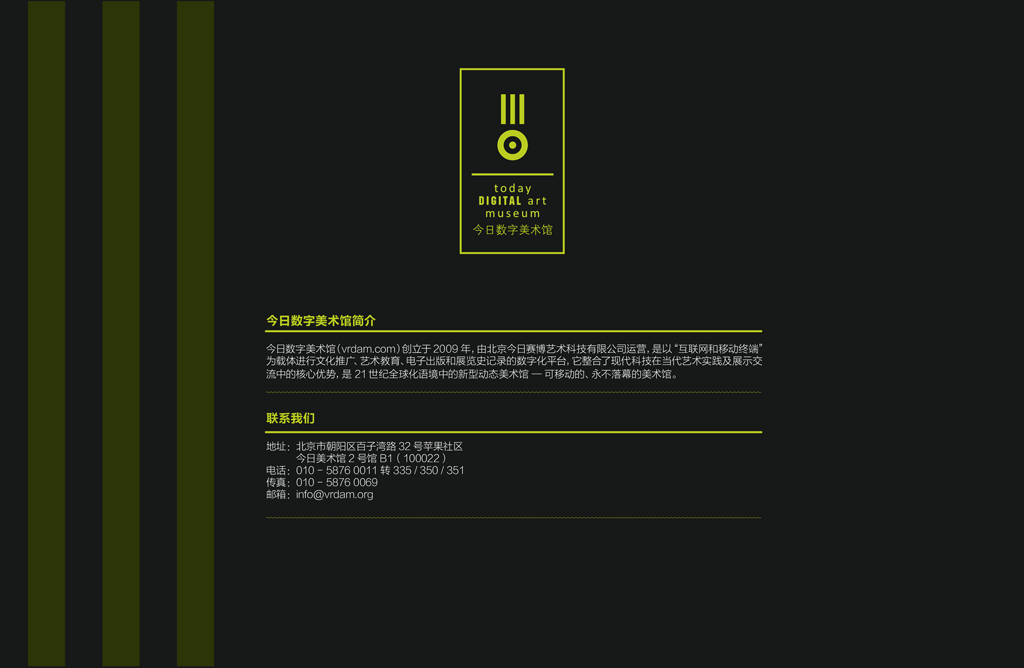 today
DIGITAL art
museum
今日数字美术馆
今日数字美术馆简介
今日数字美术馆（vrdam.com）创立于 2009 年，由北京今日赛博艺术科技有限公司运营，是以 “互联网和移动终端”
为载体进行文化推广、艺术教育、电子出版和展览史记录的数字化平台，它整合了现代科技在当代艺术实践及展示交
流中的核心优势，是 21 世纪全球化语境中的新型动态美术馆 — 可移动的、永不落幕的美术馆。
联系我们
地址： 北京市朝阳区百子湾路 32 号苹果社区
今日美术馆 2 号馆 B1（ 100022 ）
电话： 010 - 5876 0011 转 335 / 350 / 351
传真： 010 - 5876 0069
邮箱： info@vrdam.org